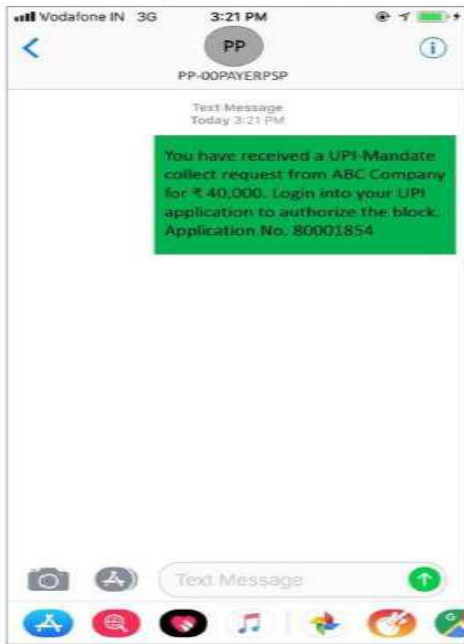 Vodafone IN 3G 3:21 PM
PP
PP-00PAYERPSP
Text Message
Today 3:21 PM
You have received a UPI-Mandate
collect request from ABC Company
for ₹ 40,000. Login into your UPI
application to authorize the block.
Application No. 80001854
Text Message